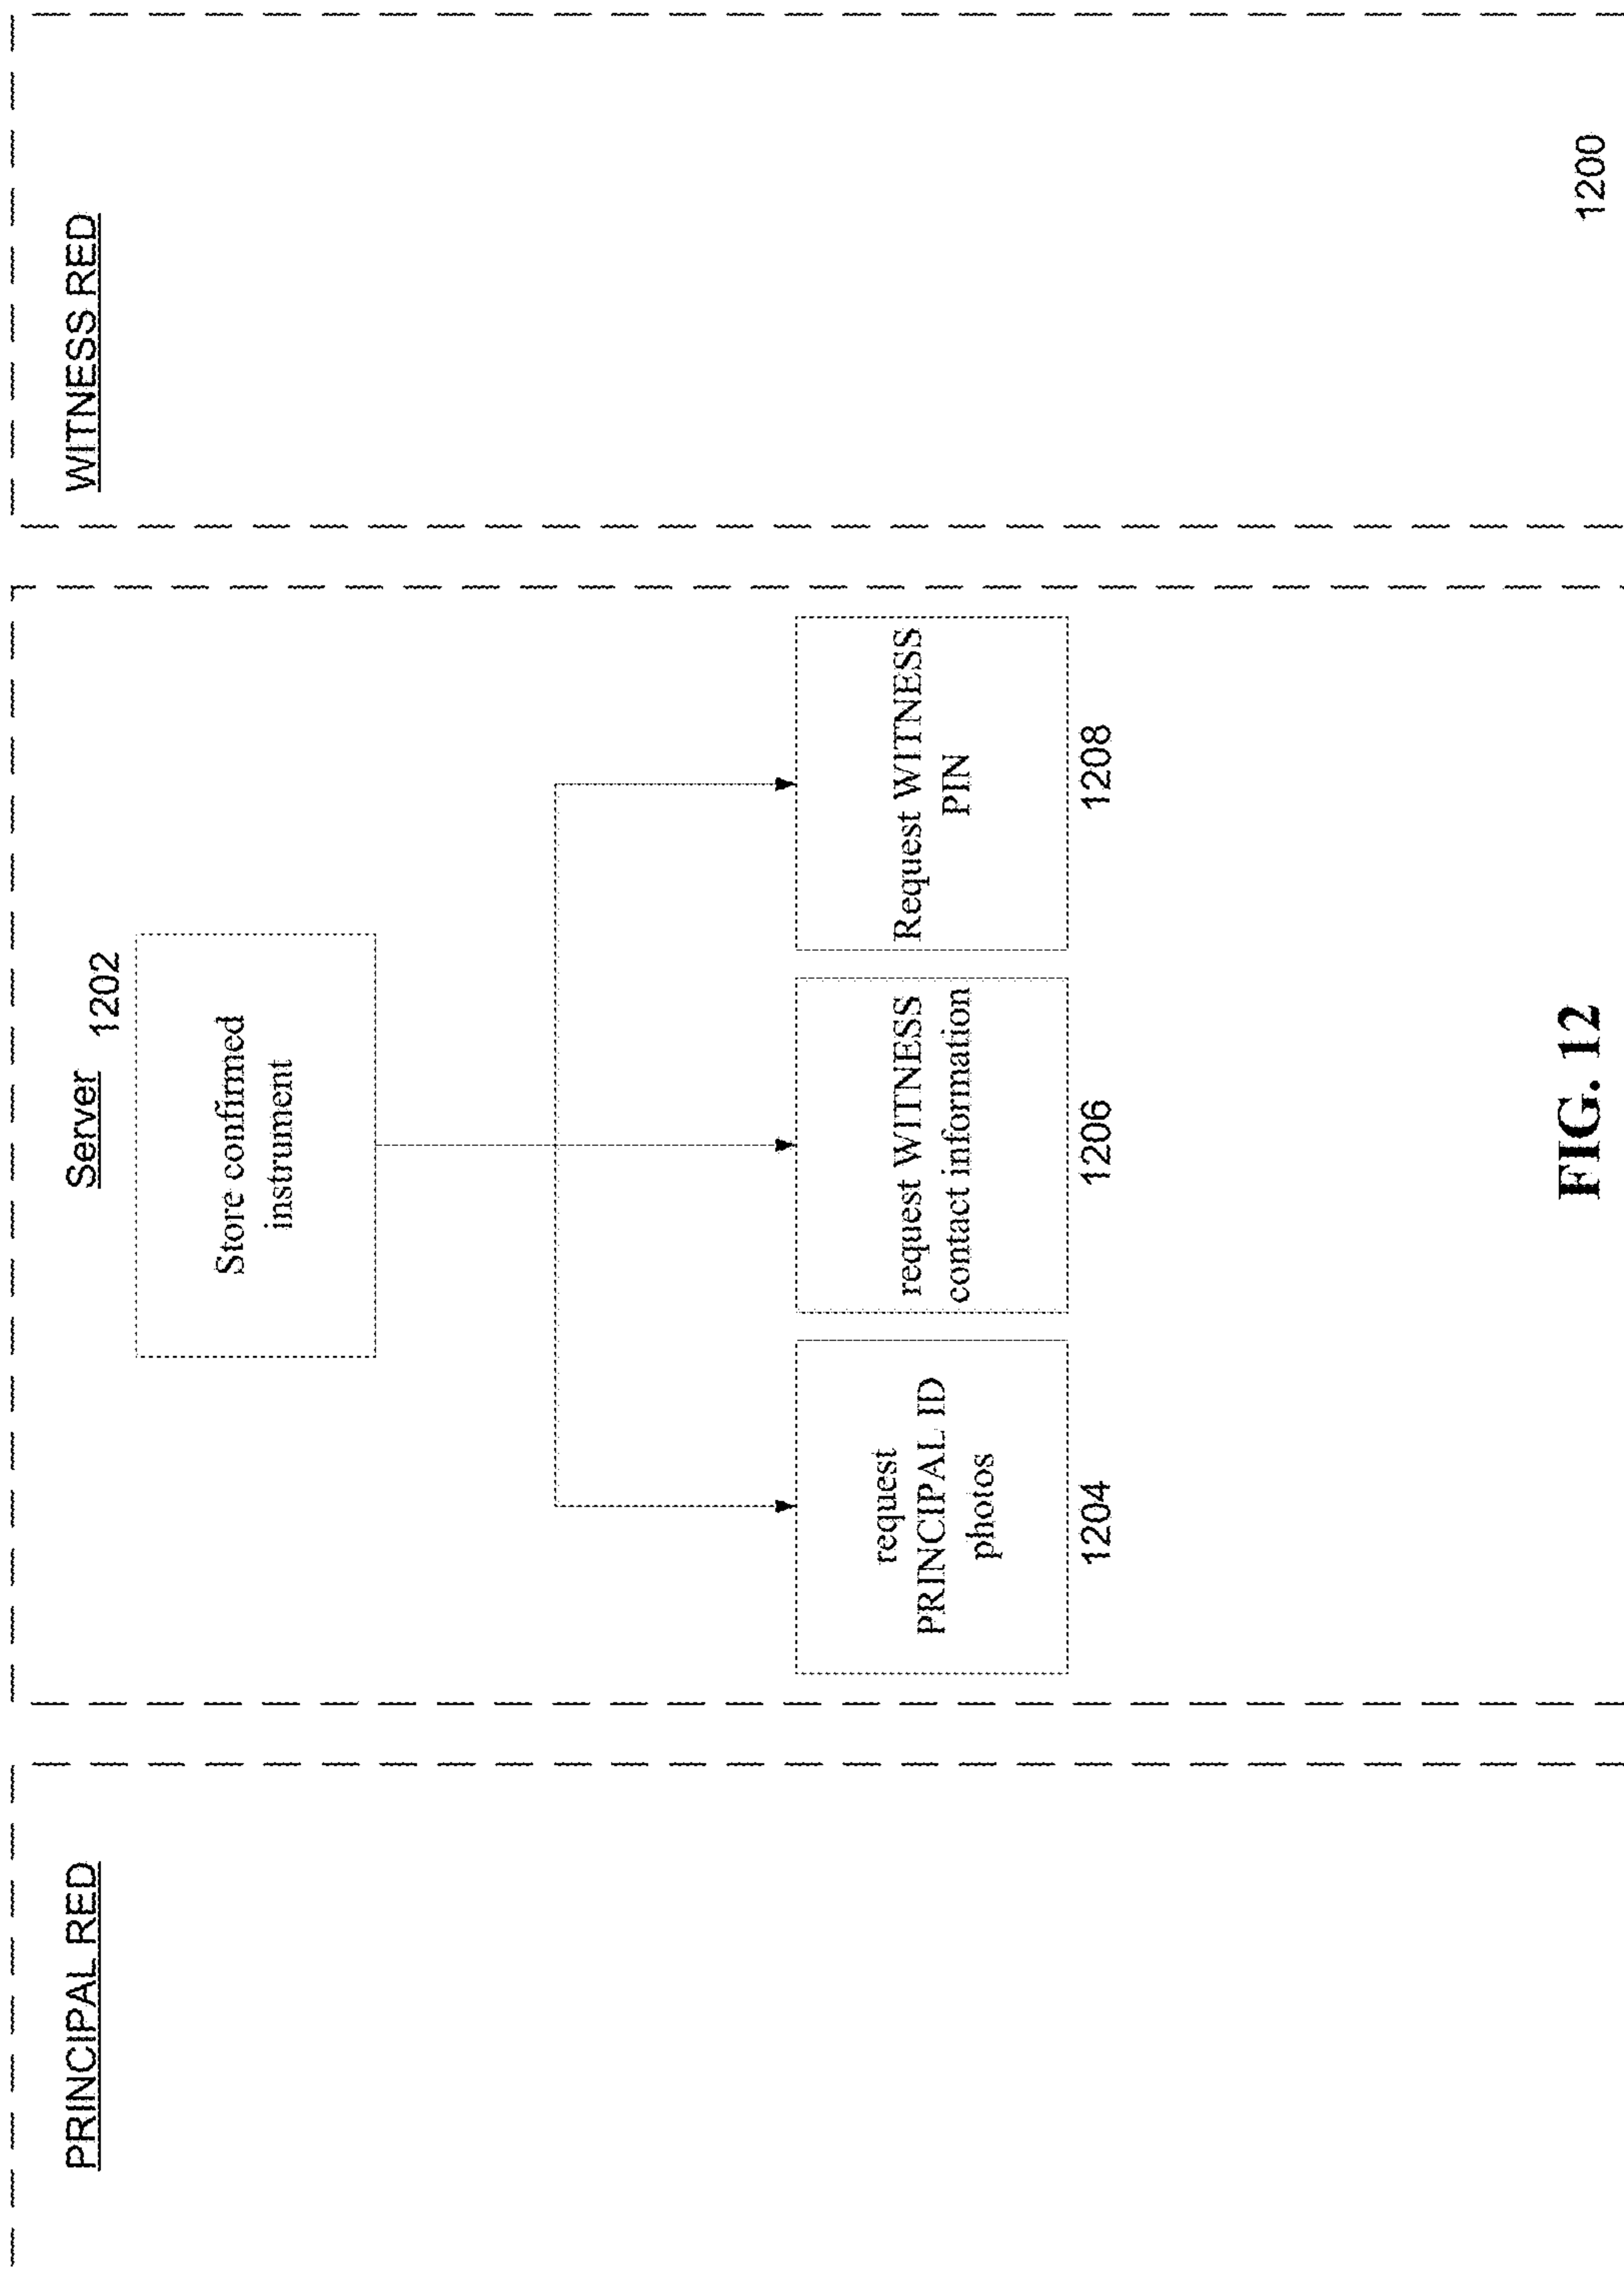 PRINCIPAL RED
Server
WITNESS RED
1202
Store confirmed
instrument
request
PRINCIPAL ID
photos
1204
request WITNESS
contact information
1206
Request WITNESS
PIN
1208
FIG. 12
1200